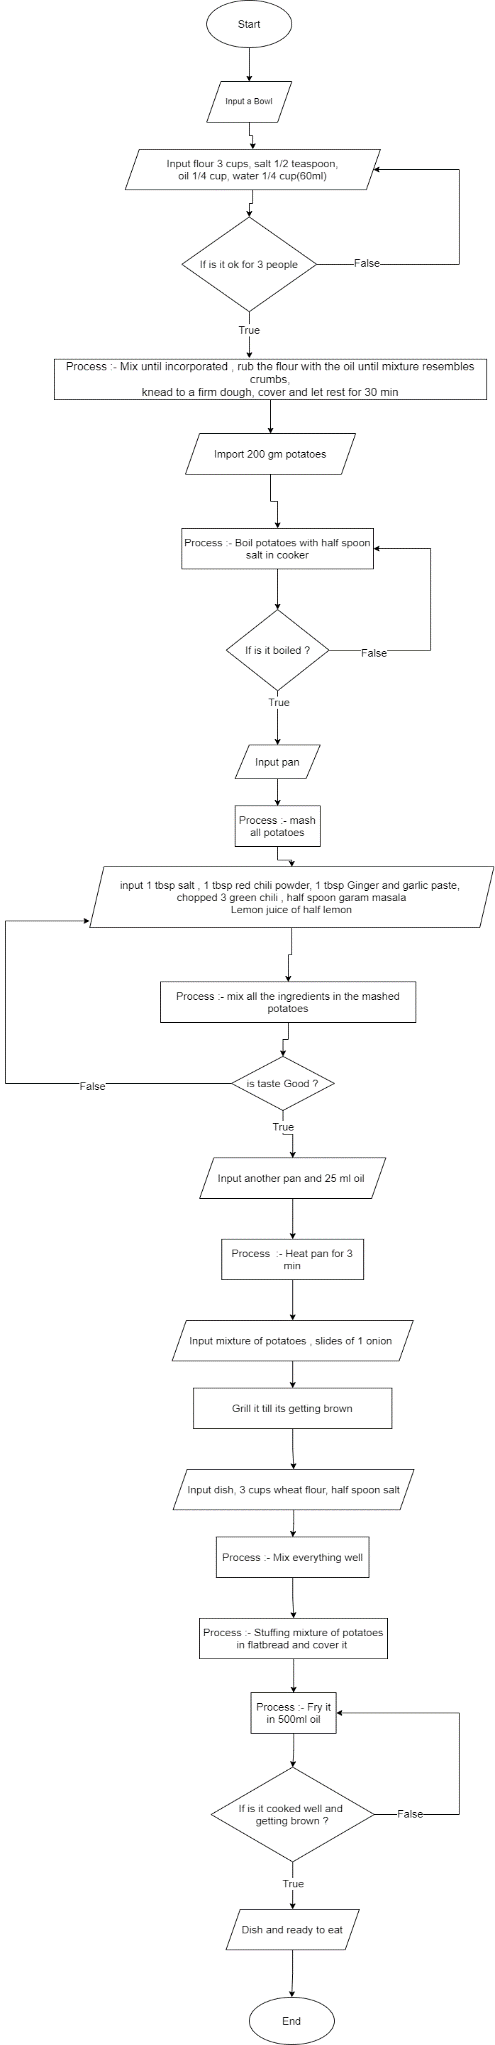 Start
Input a Bowl
Input flour 3 cups, salt 1/2 teaspoon,
oil 1/4 cup, water 1/4 cup(60ml)
If is it ok for 3 people
False
True
Process :- Mix until incorporated , rub the flour with the oil until mixture resembles
crumbs,
knead to a firm dough, cover and let rest for 30 min
Import 200 gm potatoes
Process :- Boil potatoes with half spoon
salt in cooker
If is it boiled ?
False
True
Input pan
Process :- mash
all potatoes
input 1 tbsp salt , 1 tbsp red chili powder, 1 tbsp Ginger and garlic paste,
chopped 3 green chili , half spoon garam masala
Lemon juice of half lemon
Process :- mix all the ingredients in the mashed
potatoes
is taste Good ?
False
True
Input another pan and 25 ml oil
Process :- Heat pan for 3
min
Input mixture of potatoes , slides of 1 onion
Grill it till its getting brown
Input dish, 3 cups wheat flour, half spoon salt
Process :- Mix everything well
Process :- Stuffing mixture of potatoes
in flatbread and cover it
Process :- Fry it
in 500ml oil
If is it cooked well and
getting brown ?
False
True
Dish and ready to eat
End